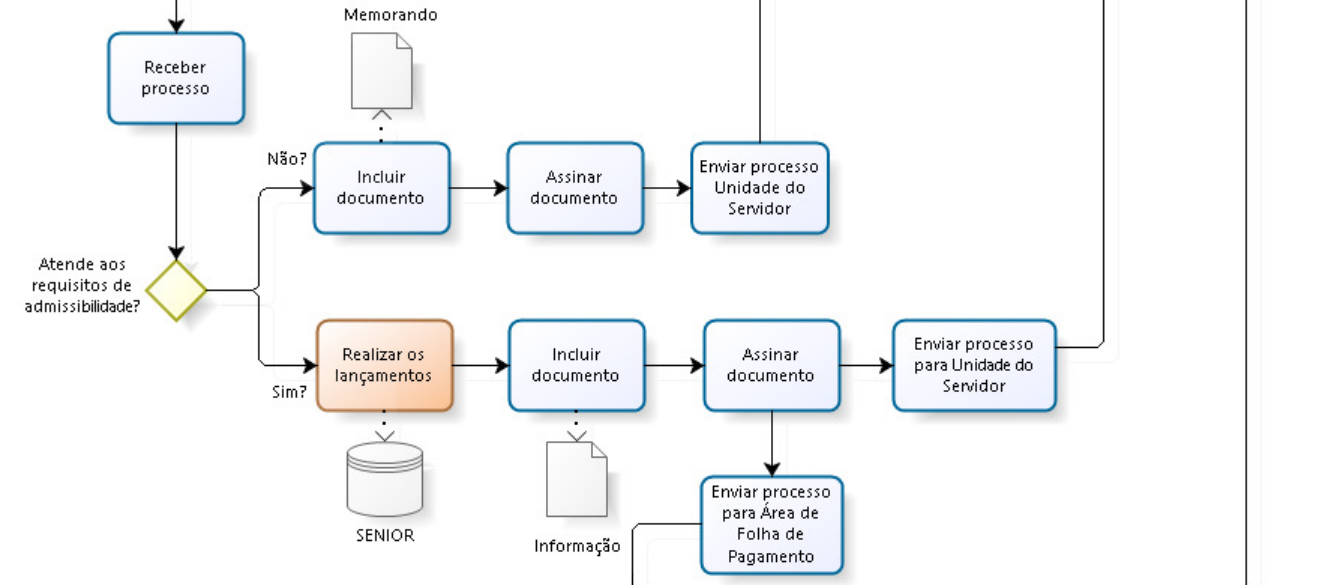 Memorando
Receber
processo
Não?
Incluir
documento
Assinar
documento
Enviar processo
Unidade do
Servidor
Atende aos
requisitos de
admissibilidade?
Sim?
Realizar os
lançamentos
Incluir
documento
Assinar
documento
Enviar processo
para Unidade do
Servidor
SENIOR
Informação
Enviar processo
para Área de
Folha de
Pagamento